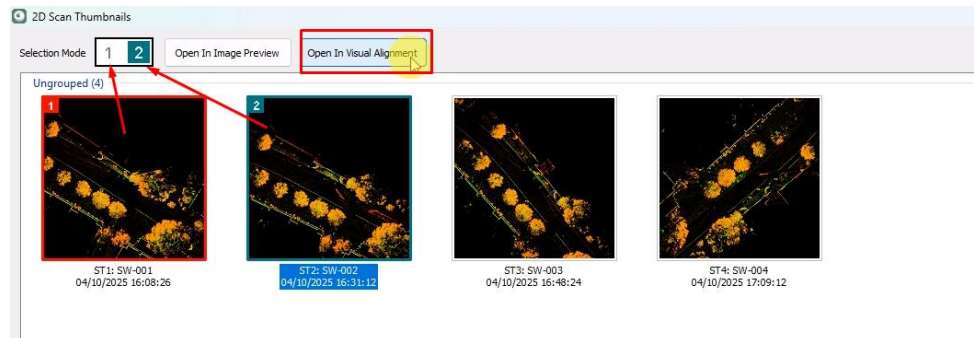 2D Scan Thumbnails
Selection Mode 1 2 Open In Image Preview Open In Visual Alignment
Ungrouped (4)
1 2
ST1: SW-001 ST2: SW-002 ST3: SW-003 ST4: SW-004
04/10/2025 16:08:26 04/10/2025 16:31:12 04/10/2025 16:48:24 04/10/2025 17:09:12